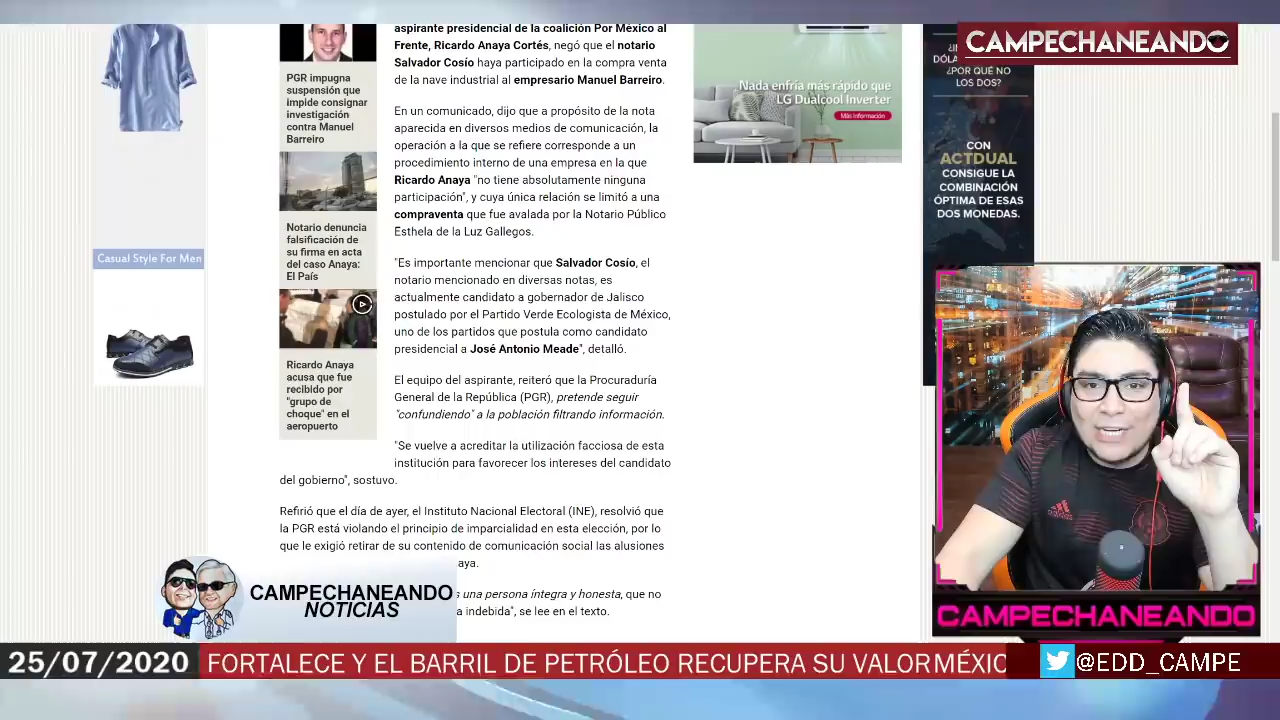 CAMPECHANEANDO
Casual Style For Men
PGR impugna
suspensión que
impide consignar
investigación
contra Manuel
Barreiro
Notario denuncia
falsificación de
su firma en acta
del caso Anaya:
El País
Ricardo Anaya
acusa que fue
recibido por
"grupo de
choque" en el
aeropuerto
aspirante presidencial de la coalición Por México al
Frente, Ricardo Anaya Cortés, negó que el notario
Salvador Cosío haya participado en la compra venta
de la nave industrial al empresario Manuel Barreiro.
En un comunicado, dijo que a propósito de la nota
aparecida en diversos medios de comunicación, la
operación a la que se refiere corresponde a un
procedimiento interno de una empresa en la que
Ricardo Anaya "no tiene absolutamente ninguna
participación", y cuya única relación se limitó a una
compraventa que fue avalada por la Notario Público
Esthela de la Luz Gallegos.
"Es importante mencionar que Salvador Cosío, el
notario mencionado en diversas notas, es
actualmente candidato a gobernador de Jalisco
postulado por el Partido Verde Ecologista de México,
uno de los partidos que postula como candidato
presidencial a José Antonio Meade", detalló.
El equipo del aspirante, reiteró que la Procuraduría
General de la República (PGR), pretende seguir
"confundiendo" a la población filtrando información.
"Se vuelve a acreditar la utilización facciosa de esta
institución para favorecer los intereses del candidato
del gobierno", sostuvo.
Refirió que el día de ayer, el Instituto Nacional Electoral (INE), resolvió que
la PGR está violando el principio de imparcialidad en esta elección, por lo
que le exigió retirar de su contenido de comunicación social las alusiones
aya.
s una persona íntegra y honesta, que no
a indebida", se lee en el texto.
Nada enfría más rápido que
LG Dualcool Inverter
Más Información
DÓLA
¿POR QUÉ NO
LOS DOS?
CON
ACTDUAL
CONSIGUE LA
COMBINACIÓN
ÓPTIMA DE ESAS
DOS MONEDAS.
CAMPECHANEANDO
CAMPECHANEANDO
NOTICIAS
25/07/2020 FORTALECE Y EL BARRIL DE PETRÓLEO RECUPERA SU VALOR MÉXIC @EDD_CAMPE